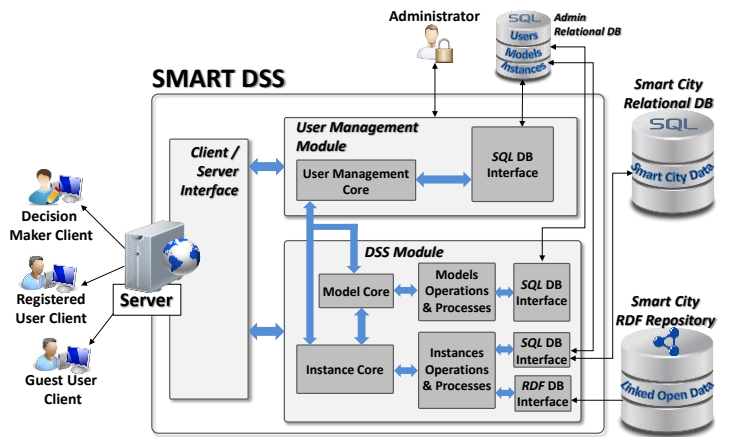 Administrator
SQL
Users
Models
Instances
Admin
Relational DB
SMART DSS
Smart City
Relational DB
SQL
Smart City Data
Client /
Server
Interface
User Management
Module
User Management
Core
SQL DB
Interface
Decision
Maker Client
Registered
User Client
Guest User
Client
Server
DSS Module
Model Core
Models
Operations
& Processes
SQL DB
Interface
Instance Core
Instances
Operations
& Processes
SQL DB
Interface
RDF DB
Interface
Smart City
RDF Repository
Linked Open Data